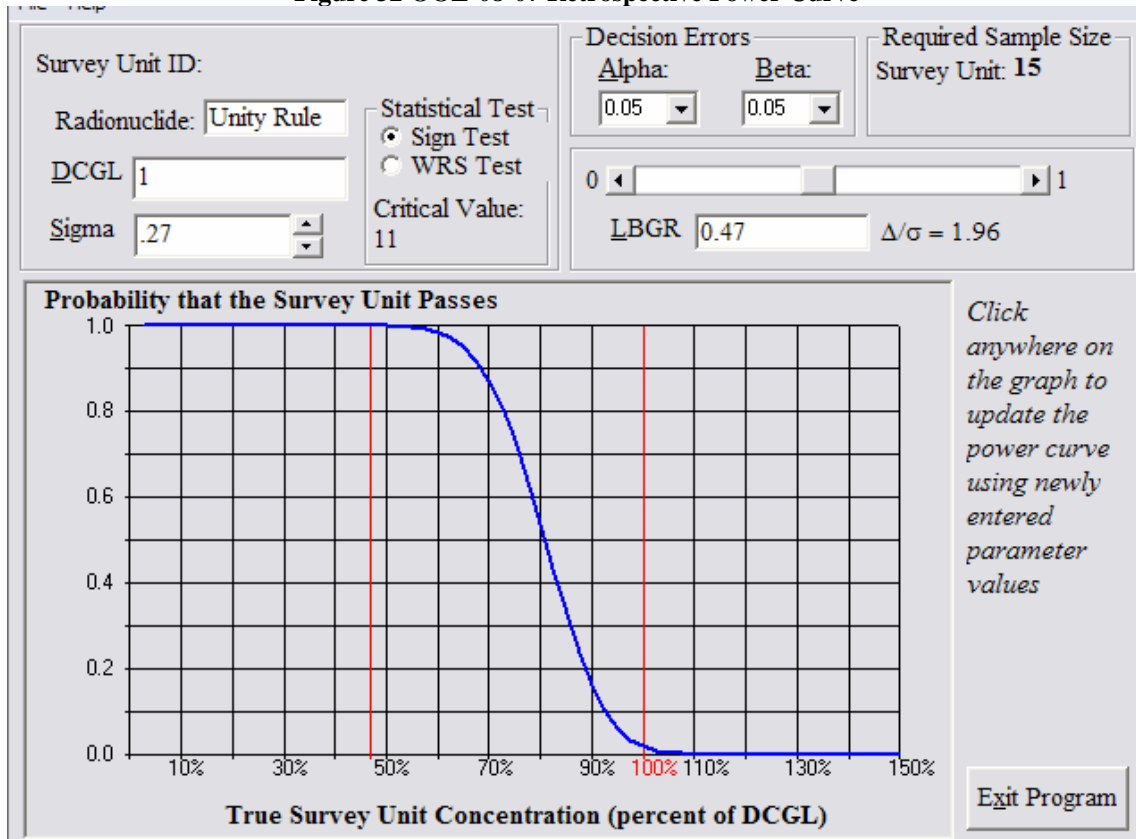 Survey Unit ID:
Radionuclide: Unity Rule
DCGL 1
Sigma .27
Statistical Test
Sign Test
WRS Test
Critical Value:
11
Decision Errors
Alpha: Beta:
0.05 0.05
Required Sample Size
Survey Unit: 15
0 1
LBGR 0.47 Δ/σ = 1.96
Probability that the Survey Unit Passes
1.0
0.8
0.6
0.4
0.2
0.0
10% 30% 50% 70% 90% 100% 110% 130% 150%
True Survey Unit Concentration (percent of DCGL)
Click
anywhere on
the graph to
update the
power curve
using newly
entered
parameter
values
Exit Program